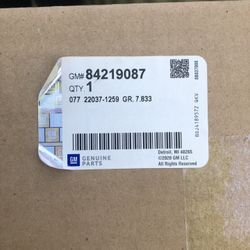 GM# 84219087
QTY. 1
077 22037-1259 GR. 7.833
GM GENUINE PARTS
Detroit, MI 48265
©2020 GM LLC
All Rights Reserved